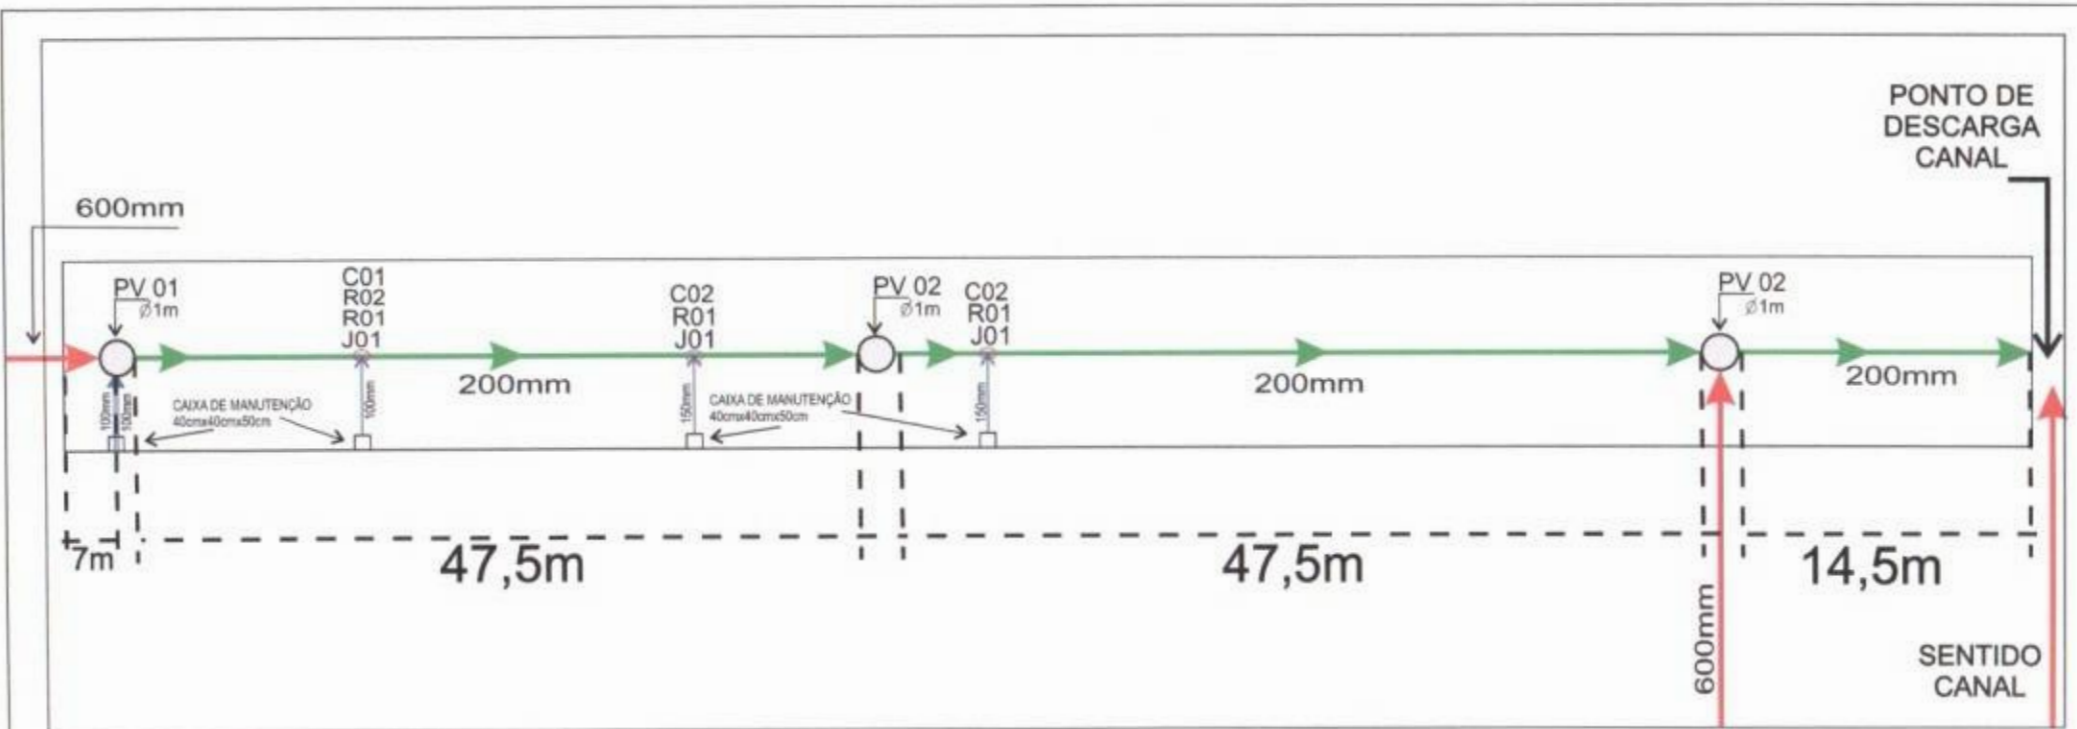 PONTO DE
DESCARGA
CANAL
600mm
PV 01
Ø1m
C01
R02
R01
J01
C02
R01
J01
PV 02
Ø1m
C02
R01
J01
PV 02
Ø1m
200mm
200mm
200mm
100mm
100mm
CAIXA DE MANUTENÇÃO
40cmx40cmx50cm
100mm
150mm
CAIXA DE MANUTENÇÃO
40cmx40cmx50cm
150mm
7m
47,5m
47,5m
14,5m
600mm
SENTIDO
CANAL